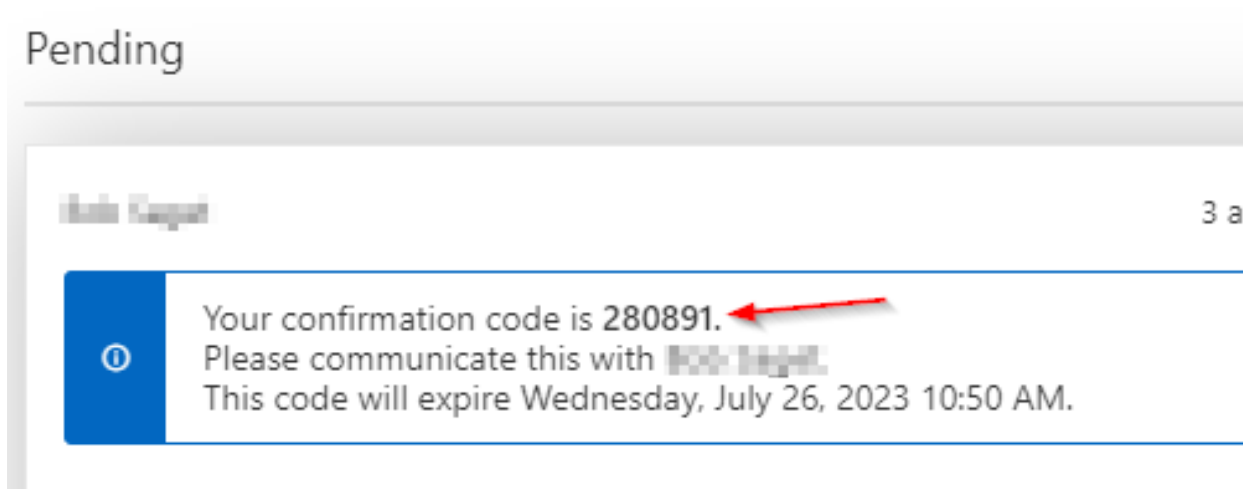 Pending
3 a
Your confirmation code is 280891.
Please communicate this with
This code will expire Wednesday, July 26, 2023 10:50 AM.